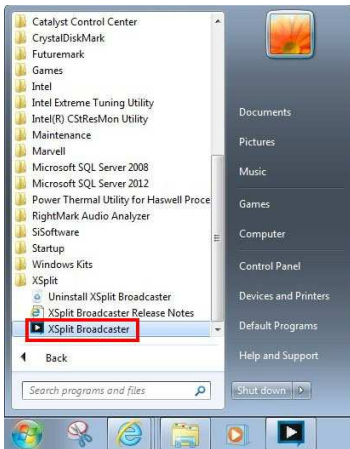 Catalyst Control Center
CrystalDiskMark
Futuremark
Games
Intel
Intel Extreme Tuning Utility
Intel(R) CStResMon Utility
Maintenance
Marvell
Microsoft SQL Server 2008
Microsoft SQL Server 2012
Power Thermal Utility for Haswell Proce
RightMark Audio Analyzer
SiSoftware
Startup
Windows Kits
XSplit
Uninstall XSplit Broadcaster
XSplit Broadcaster Release Notes
XSplit Broadcaster
Back
Search programs and files
Documents
Pictures
Music
Games
Computer
Control Panel
Devices and Printers
Default Programs
Help and Support
Shut down